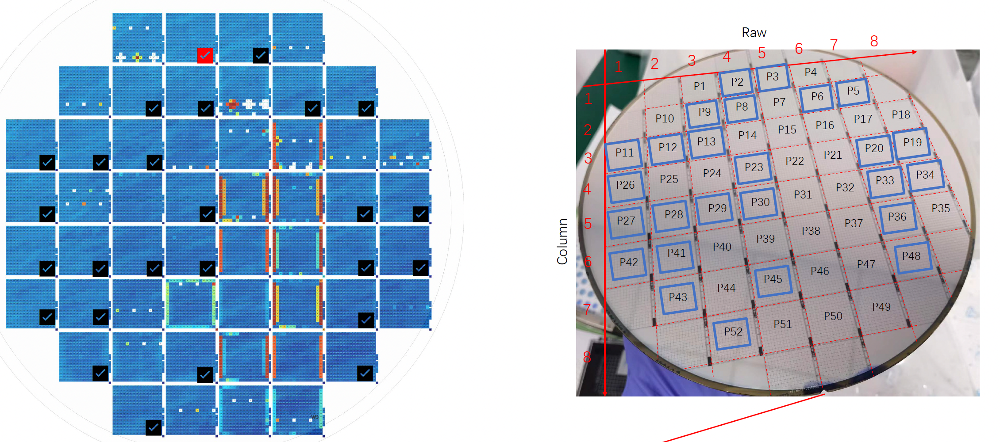 Raw
1 2 3 4 5 6 7 8
Column
1
2
3
4
5
6
7
8
P1 P2 P3 P4
P10 P9 P8 P7 P6 P5
P11 P12 P13 P14 P15 P16 P17 P18
P26 P25 P24 P23 P22 P21 P20 P19
P27 P28 P29 P30 P31 P32 P33 P34
P42 P41 P40 P39 P38 P37 P36 P35
P43 P44 P45 P46 P47 P48
P52 P51 P50 P49
W3